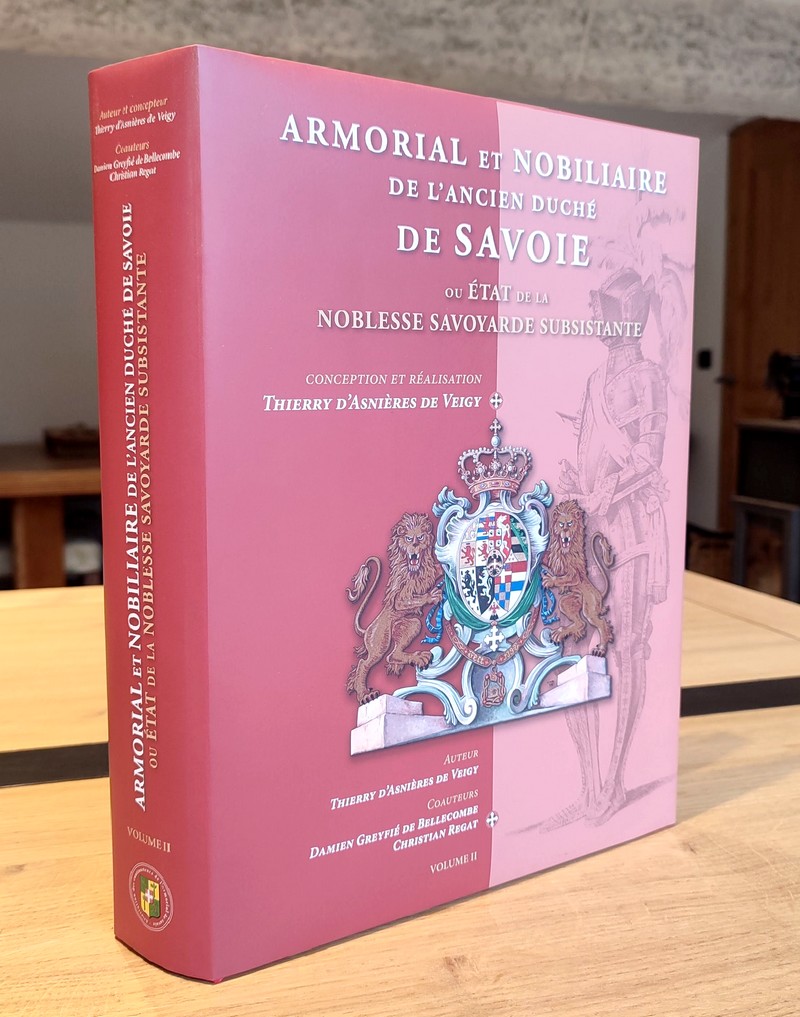 Auteur et concepteur
Thierry d'Asnières de Veigy
Coauteurs
Damien Greyfié de Bellecombe
Christian Regat
ARMORIAL ET NOBILIAIRE DE L'ANCIEN DUCHÉ DE SAVOIE
OU ÉTAT DE LA NOBLESSE SAVOYARDE SUBSISTANTE
VOLUME II
ARMORIAL ET NOBILIAIRE
DE L'ANCIEN DUCHÉ
DE SAVOIE
OU ÉTAT DE LA
NOBLESSE SAVOYARDE SUBSISTANTE
CONCEPTION ET RÉALISATION
THIERRY D'ASNIÈRES DE VEIGY
AUTEUR
THIERRY D'ASNIÈRES DE VEIGY
COAUTEURS
DAMIEN GREYFIÉ DE BELLECOMBE
CHRISTIAN REGAT
VOLUME II